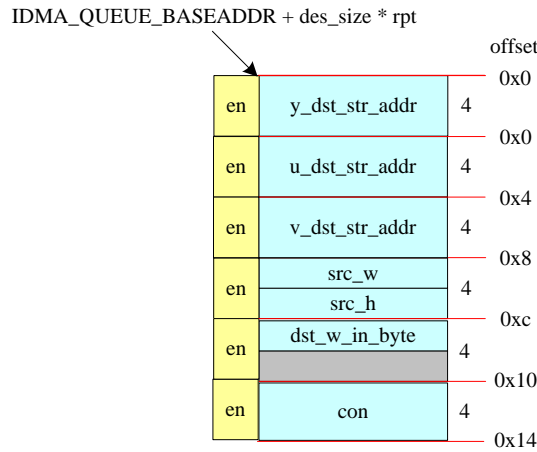 IDMA_QUEUE_BASEADDR + des_size * rpt
offset
0x0
en y_dst_str_addr 4
0x0
en u_dst_str_addr 4
0x4
en v_dst_str_addr 4
0x8
src_w
en 4
src_h
0xc
dst_w_in_byte
en 4
0x10
en con 4
0x14